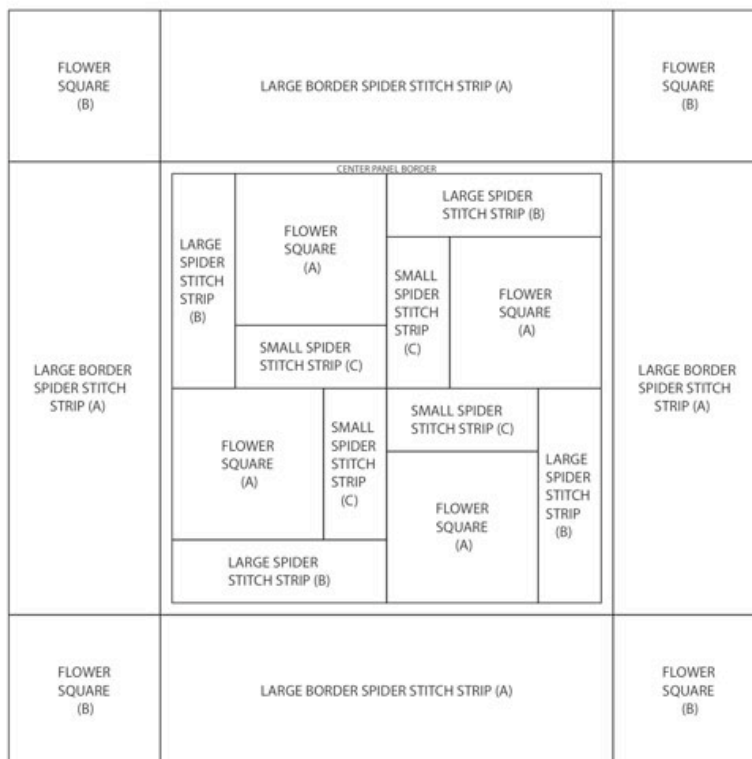 FLOWER
SQUARE
(B)
LARGE BORDER SPIDER STITCH STRIP (A)
FLOWER
SQUARE
(B)
CENTER PANEL BORDER
LARGE
SPIDER
STITCH
STRIP
(B)
FLOWER
SQUARE
(A)
LARGE SPIDER
STITCH STRIP (B)
SMALL
SPIDER
STITCH
STRIP
(C)
FLOWER
SQUARE
(A)
SMALL SPIDER
STITCH STRIP (C)
LARGE BORDER
SPIDER STITCH
STRIP (A)
LARGE BORDER
SPIDER STITCH
STRIP (A)
FLOWER
SQUARE
(A)
SMALL
SPIDER
STITCH
STRIP
(C)
SMALL SPIDER
STITCH STRIP (C)
LARGE
SPIDER
STITCH
STRIP
(B)
FLOWER
SQUARE
(A)
LARGE SPIDER
STITCH STRIP (B)
FLOWER
SQUARE
(B)
LARGE BORDER SPIDER STITCH STRIP (A)
FLOWER
SQUARE
(B)